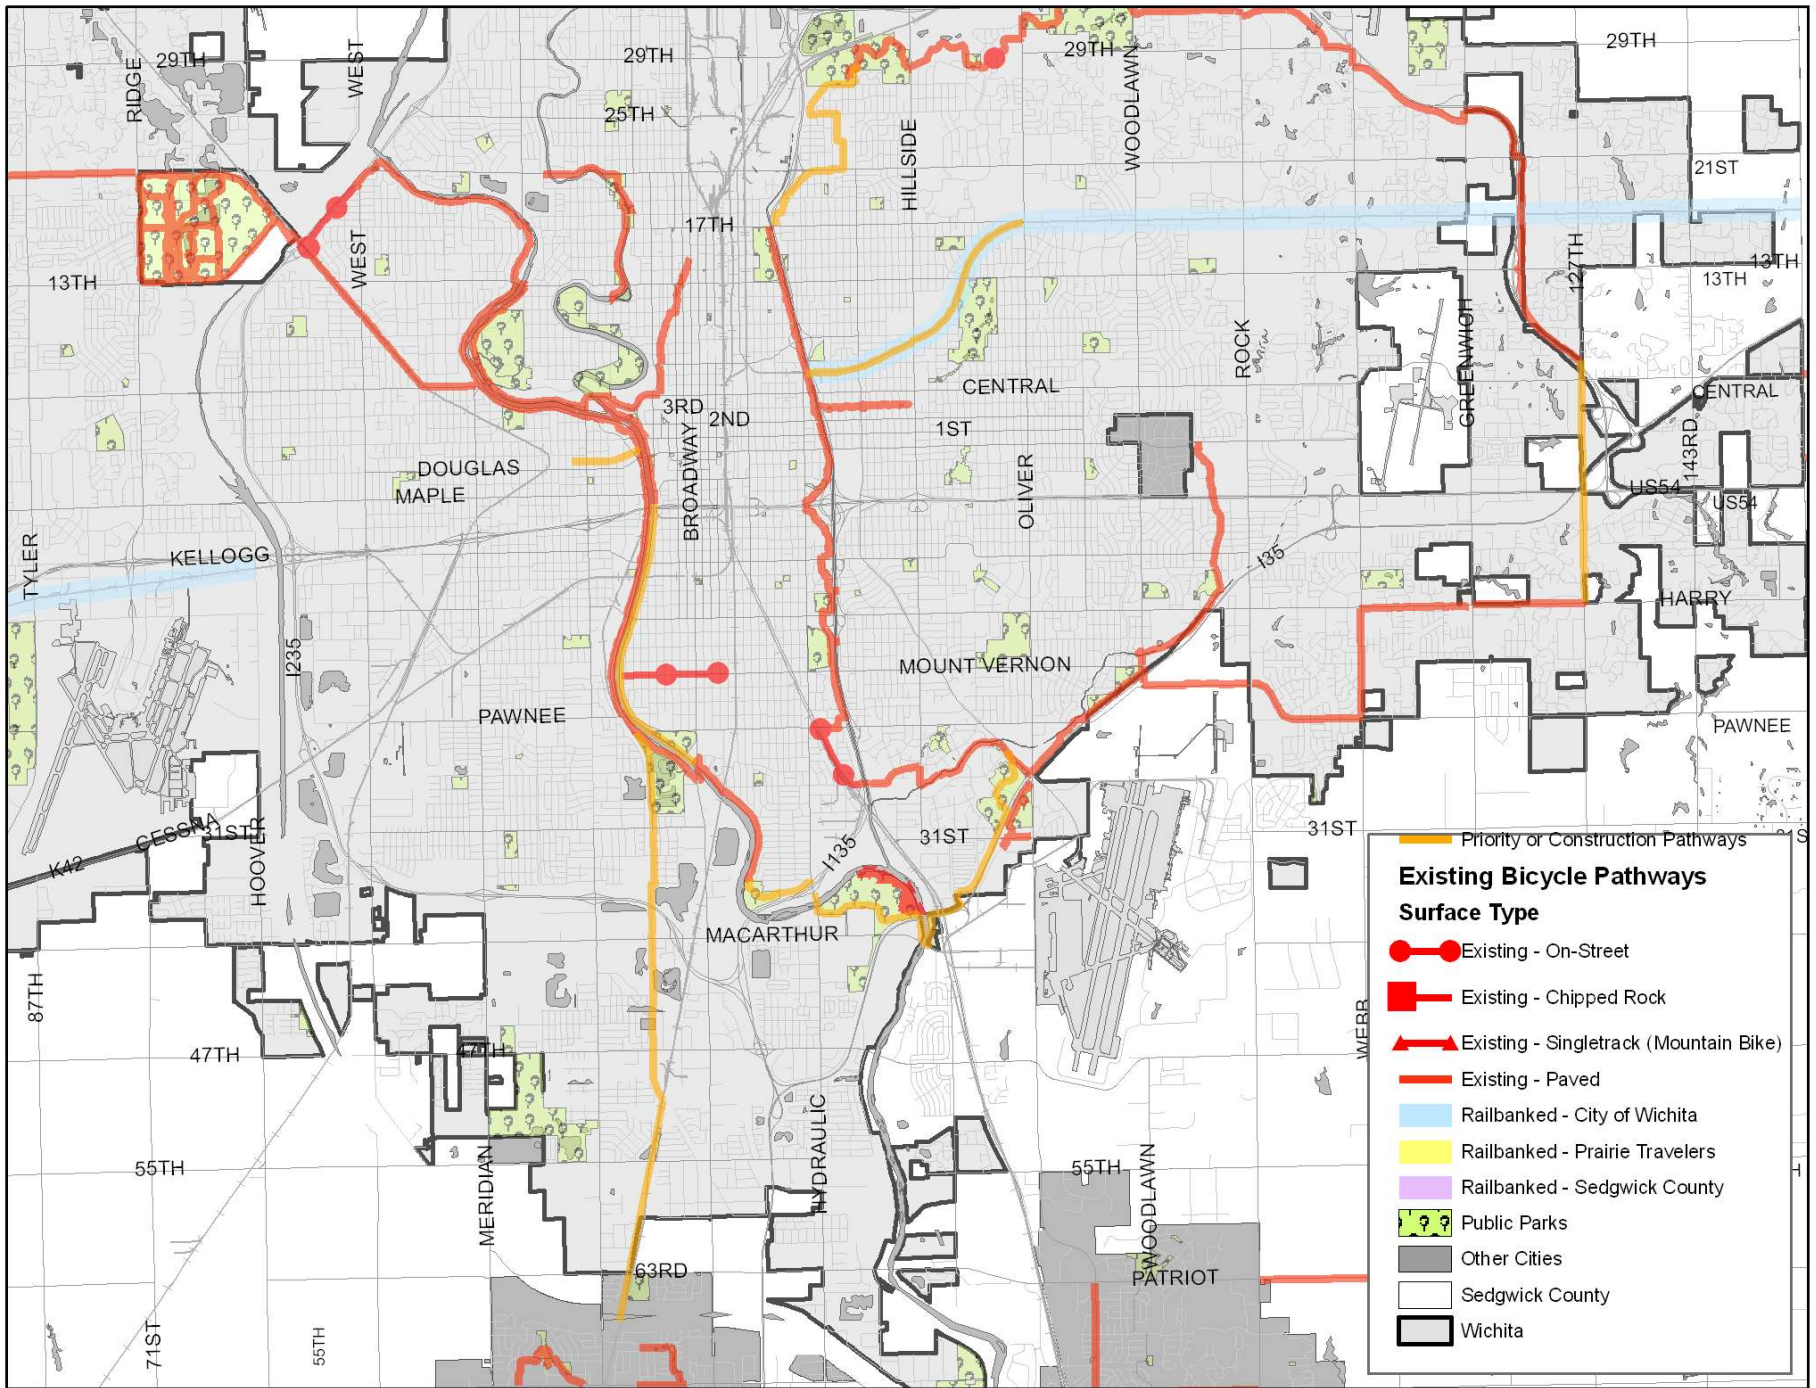 29TH
WEST
RIDGE
29TH
29TH
WOODLAWN
29TH
25TH
HILLSIDE
21ST
17TH
WEST
127TH
13TH
13TH
13TH
GREENWICH
ROCK
CENTRAL
CENTRAL
3RD
2ND
1ST
BROADWAY
143RD
DOUGLAS
MAPLE
OLIVER
US54
US54
TYLER
KELLOGG
I35
HARRY
I235
MOUNT VERNON
PAWNEE
PAWNEE
CESSNA
31ST
HOOVER
K42
I135
31ST
31ST
MACARTHUR
87TH
WEBB
47TH
47TH
HYDRAULIC
MERIDIAN
55TH
55TH
WOODLAWN
63RD
PATRIOT
71ST
55TH
Priority or Construction Pathways
Existing Bicycle Pathways
Surface Type
Existing - On-Street
Existing - Chipped Rock
Existing - Singletrack (Mountain Bike)
Existing - Paved
Railbanked - City of Wichita
Railbanked - Prairie Travelers
Railbanked - Sedgwick County
Public Parks
Other Cities
Sedgwick County
Wichita